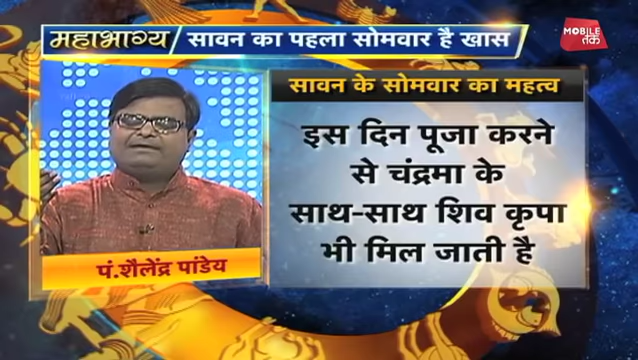 महाभाग्य
सावन का पहला सोमवार है खास
MOBILE
तक
सावन के सोमवार का महत्व
इस दिन पूजा करने
से चंद्रमा के
साथ-साथ शिव कृपा
भी मिल जाती है
पं.शैलेंद्र पांडेय